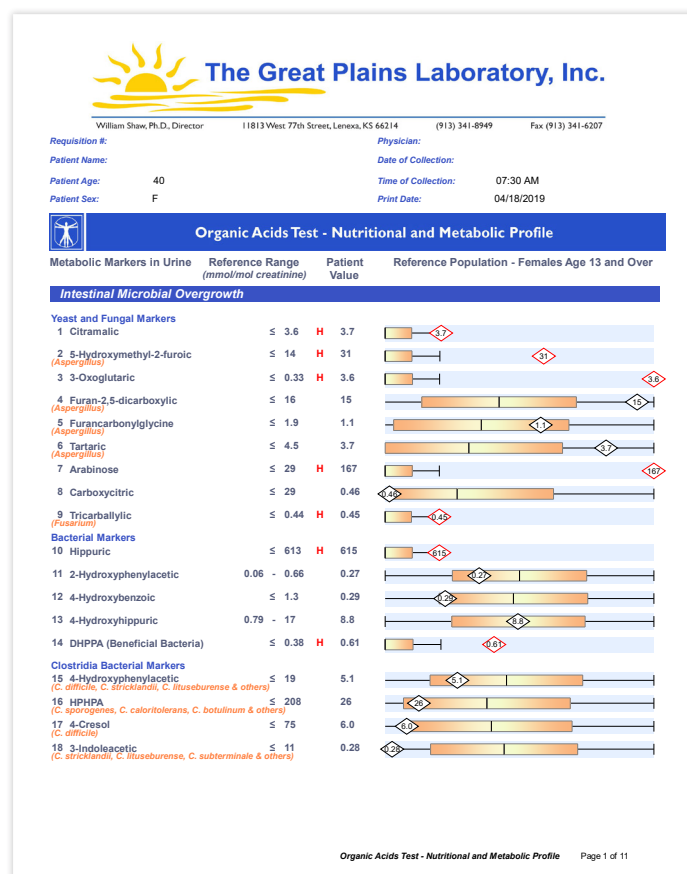 The Great Plains Laboratory, Inc.
William Shaw, Ph.D., Director 11813 West 77th Street, Lenexa, KS 66214 (913) 341-8949 Fax (913) 341-6207
Requisition #: Physician:
Patient Name: Date of Collection:
Patient Age: 40 Time of Collection: 07:30 AM
Patient Sex: F Print Date: 04/18/2019
Organic Acids Test - Nutritional and Metabolic Profile
Metabolic Markers in Urine Reference Range Patient Reference Population - Females Age 13 and Over
(mmol/mol creatinine) Value
Intestinal Microbial Overgrowth
Yeast and Fungal Markers
1 Citramalic ≤ 3.6 H 3.7 3.7
2 5-Hydroxymethyl-2-furoic ≤ 14 H 31 31
(Aspergillus)
3 3-Oxoglutaric ≤ 0.33 H 3.6 3.6
4 Furan-2,5-dicarboxylic ≤ 16 15 15
(Aspergillus)
5 Furancarbonylglycine ≤ 1.9 1.1 1.1
(Aspergillus)
6 Tartaric ≤ 4.5 3.7 3.7
(Aspergillus)
7 Arabinose ≤ 29 H 167 167
8 Carboxycitric ≤ 29 0.46 0.46
9 Tricarballylic ≤ 0.44 H 0.45 0.45
(Fusarium)
Bacterial Markers
10 Hippuric ≤ 613 H 615 615
11 2-Hydroxyphenylacetic 0.06 - 0.66 0.27 0.27
12 4-Hydroxybenzoic ≤ 1.3 0.29 0.29
13 4-Hydroxyhippuric 0.79 - 17 8.8 8.8
14 DHPPA (Beneficial Bacteria) ≤ 0.38 H 0.61 0.61
Clostridia Bacterial Markers
15 4-Hydroxyphenylacetic ≤ 19 5.1 5.1
(C. difficile, C. stricklandii, C. lituseburense & others)
16 HPHPA ≤ 208 26 26
(C. sporogenes, C. caloritolerans, C. botulinum & others)
17 4-Cresol ≤ 75 6.0 6.0
(C. difficile)
18 3-Indoleacetic ≤ 11 0.28 0.28
(C. stricklandii, C. lituseburense, C. subterminale & others)
Organic Acids Test - Nutritional and Metabolic Profile Page 1 of 11